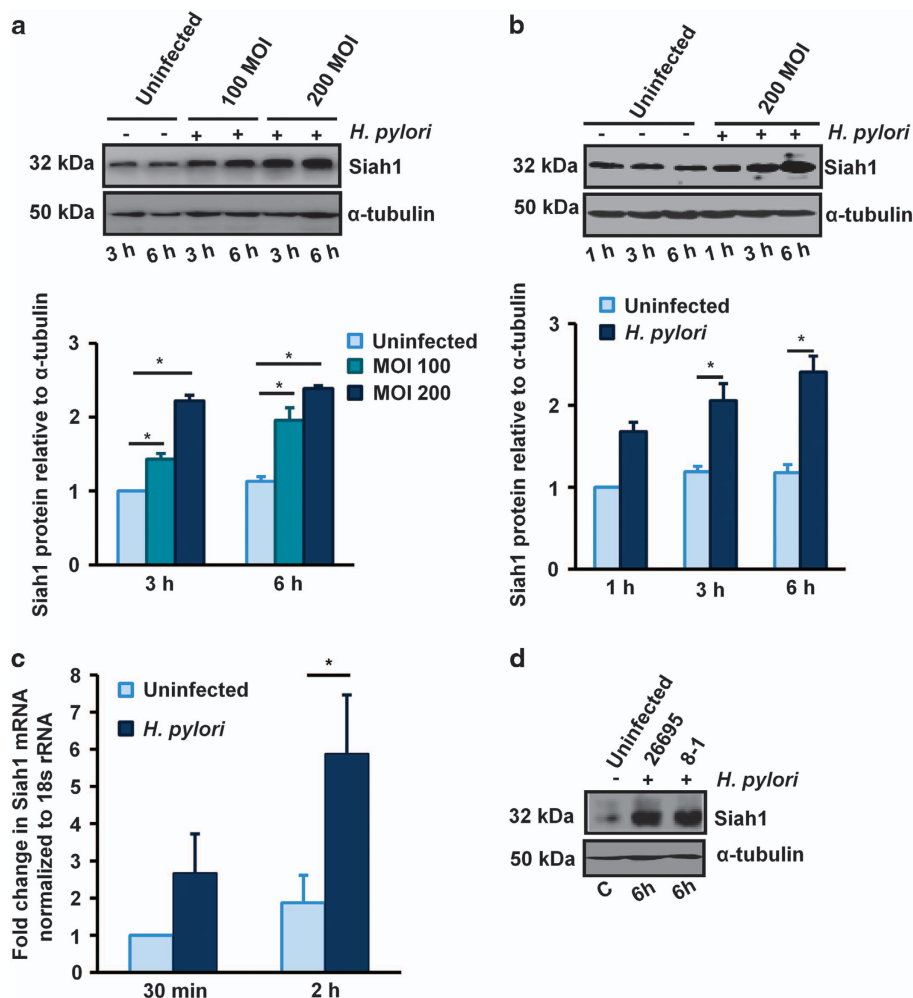 a
Uninfected 100 MOI 200 MOI
- - + + + + H. pylori
32 kDa Siah1
50 kDa α-tubulin
3 h 6 h 3 h 6 h 3 h 6 h
Siah1 protein relative to α-tubulin
3
2
1
0
* * * *
Uninfected
MOI 100
MOI 200
3 h 6 h
b
Uninfected 200 MOI
- - - + + + H. pylori
32 kDa Siah1
50 kDa α-tubulin
1 h 3 h 6 h 1 h 3 h 6 h
Uninfected
H. pylori
Siah1 protein relative to α-tubulin
3
2
1
0
* *
1 h 3 h 6 h
c
Fold change in Siah1 mRNA
normalized to 18s rRNA
8
7
6
5
4
3
2
1
0
Uninfected
H. pylori
*
30 min 2 h
d
Uninfected 26695 8-1
- + + H. pylori
32 kDa Siah1
50 kDa α-tubulin
C 6h 6h